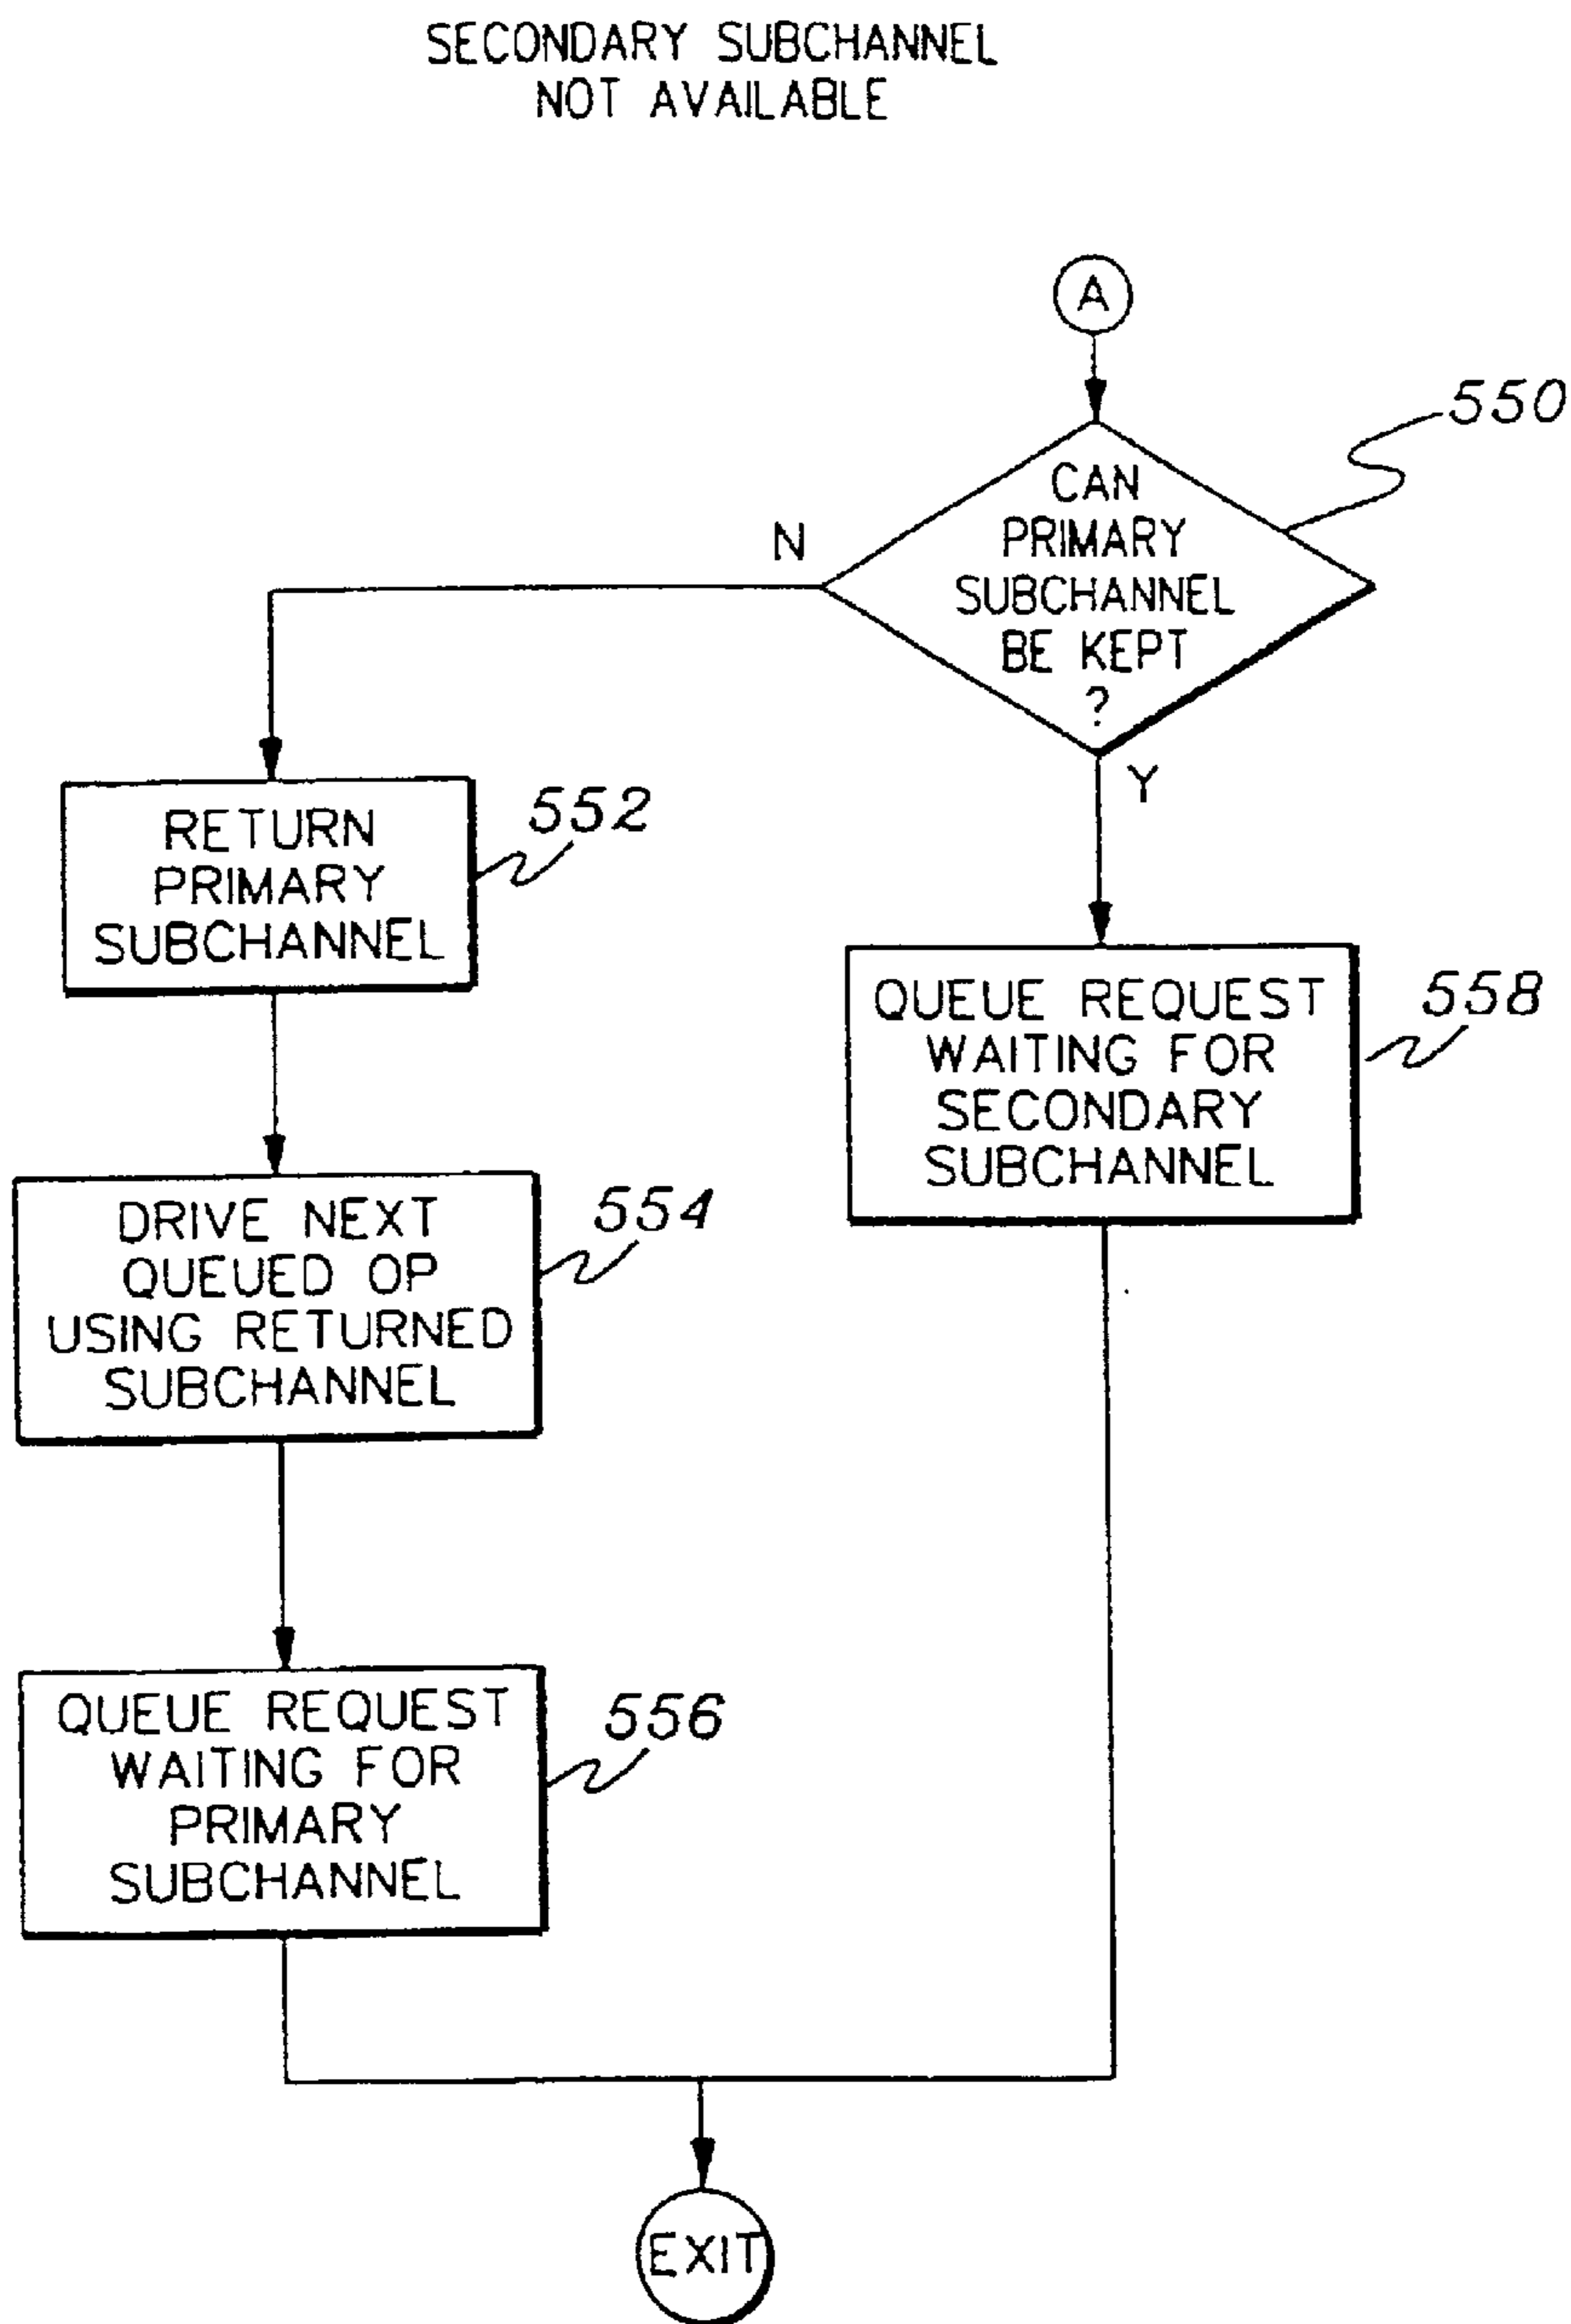 SECONDARY SUBCHANNEL
NOT AVAILABLE
A
550
CAN
PRIMARY
SUBCHANNEL
BE KEPT
?
N
Y
RETURN
PRIMARY
SUBCHANNEL
552
QUEUE REQUEST
WAITING FOR
SECONDARY
SUBCHANNEL
558
DRIVE NEXT
QUEUED OP
USING RETURNED
SUBCHANNEL
554
QUEUE REQUEST
WAITING FOR
PRIMARY
SUBCHANNEL
556
EXIT